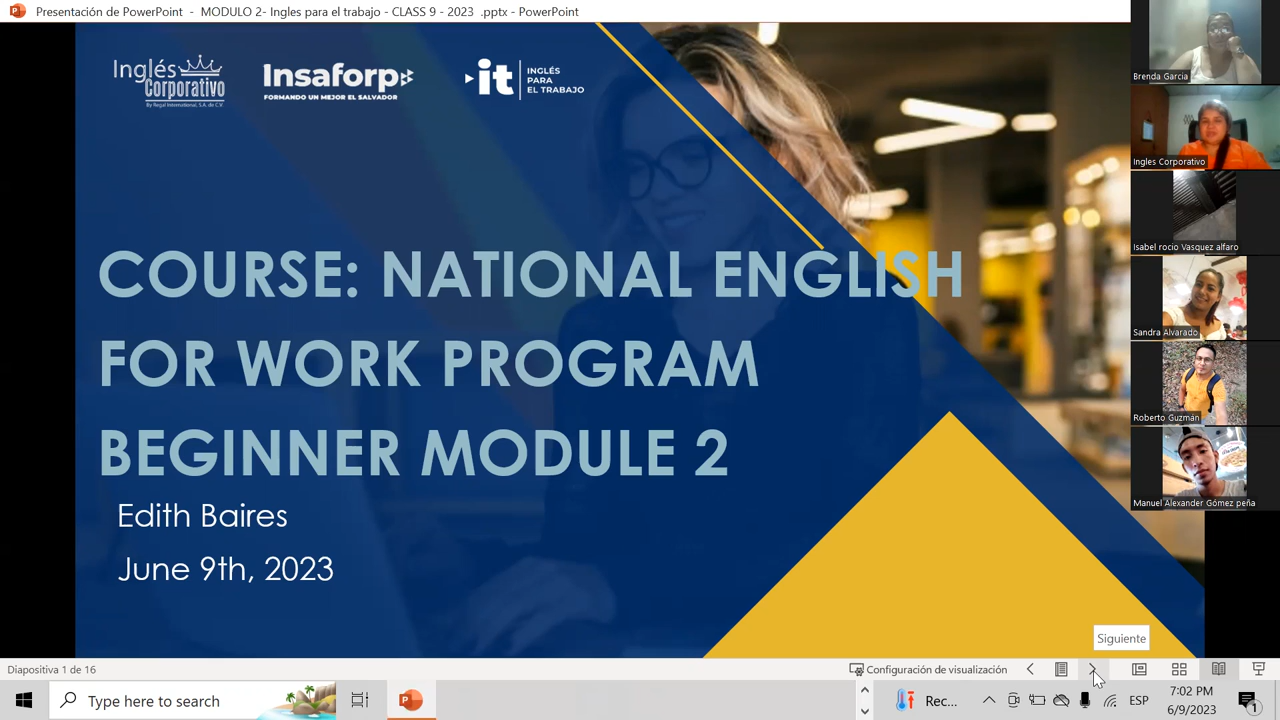 Presentación de PowerPoint - MODULO 2- Ingles para el trabajo - CLASS 9 - 2023 .pptx - PowerPoint
Inglés
Corporativo
By Regal International, S.A. de C.V.
Insaforp
FORMANDO UN MEJOR EL SALVADOR
it
INGLÉS
PARA
EL TRABAJO
COURSE: NATIONAL ENGLISH
FOR WORK PROGRAM
BEGINNER MODULE 2
Edith Baires
June 9th, 2023
Brenda Garcia
Ingles Corporativo
Isabel rocio Vasquez alfaro
Sandra Alvarado
Roberto Guzmán
Manuel Alexander Gómez peña
Siguiente
Diapositiva 1 de 16
Configuración de visualización
Type here to search
Rec...
ESP
7:02 PM
6/9/2023
1